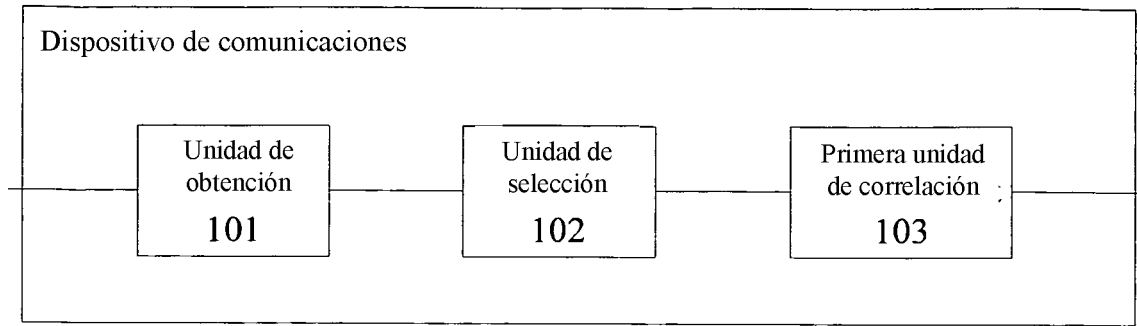 Dispositivo de comunicaciones
Unidad de
obtención
101
Unidad de
selección
102
Primera unidad
de correlación
103